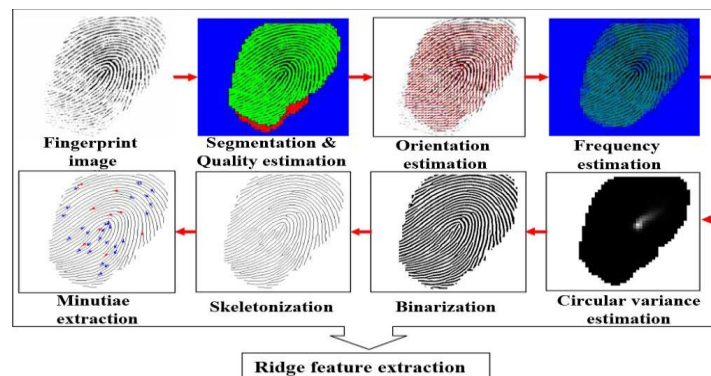 Fingerprint
image
Segmentation &
Quality estimation
Orientation
estimation
Frequency
estimation
Circular variance
estimation
Binarization
Skeletonization
Minutiae
extraction
Ridge feature extraction